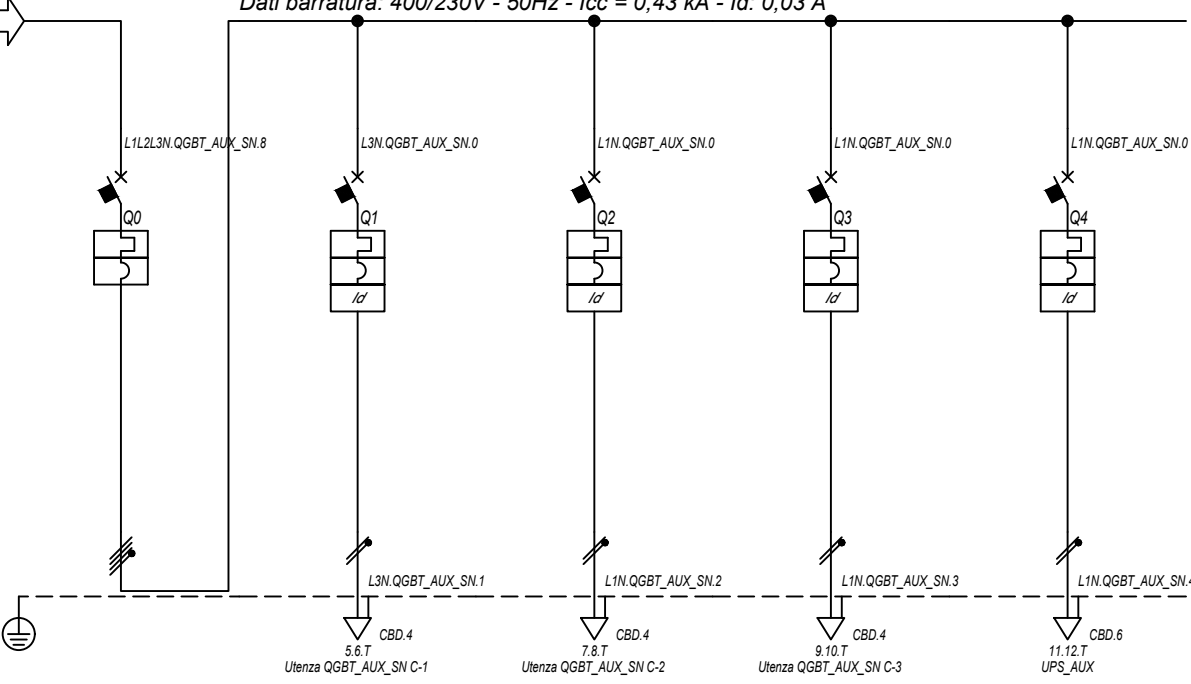 Dati barratura: 400/230V - 50Hz - Icc = 0,43 kA - Id: 0,03 A
L1L2L3N.QGBT_AUX_SN.8
L3N.QGBT_AUX_SN.0
L1N.QGBT_AUX_SN.0
L1N.QGBT_AUX_SN.0
L1N.QGBT_AUX_SN.0
Q0
Q1
Q2
Q3
Q4
Id
Id
Id
Id
L3N.QGBT_AUX_SN.1
L1N.QGBT_AUX_SN.2
L1N.QGBT_AUX_SN.3
L1N.QGBT_AUX_SN.4
CBD.4
CBD.4
CBD.4
CBD.6
5.6.T
7.8.T
9.10.T
11.12.T
Utenza QGBT_AUX_SN C-1
Utenza QGBT_AUX_SN C-2
Utenza QGBT_AUX_SN C-3
UPS_AUX